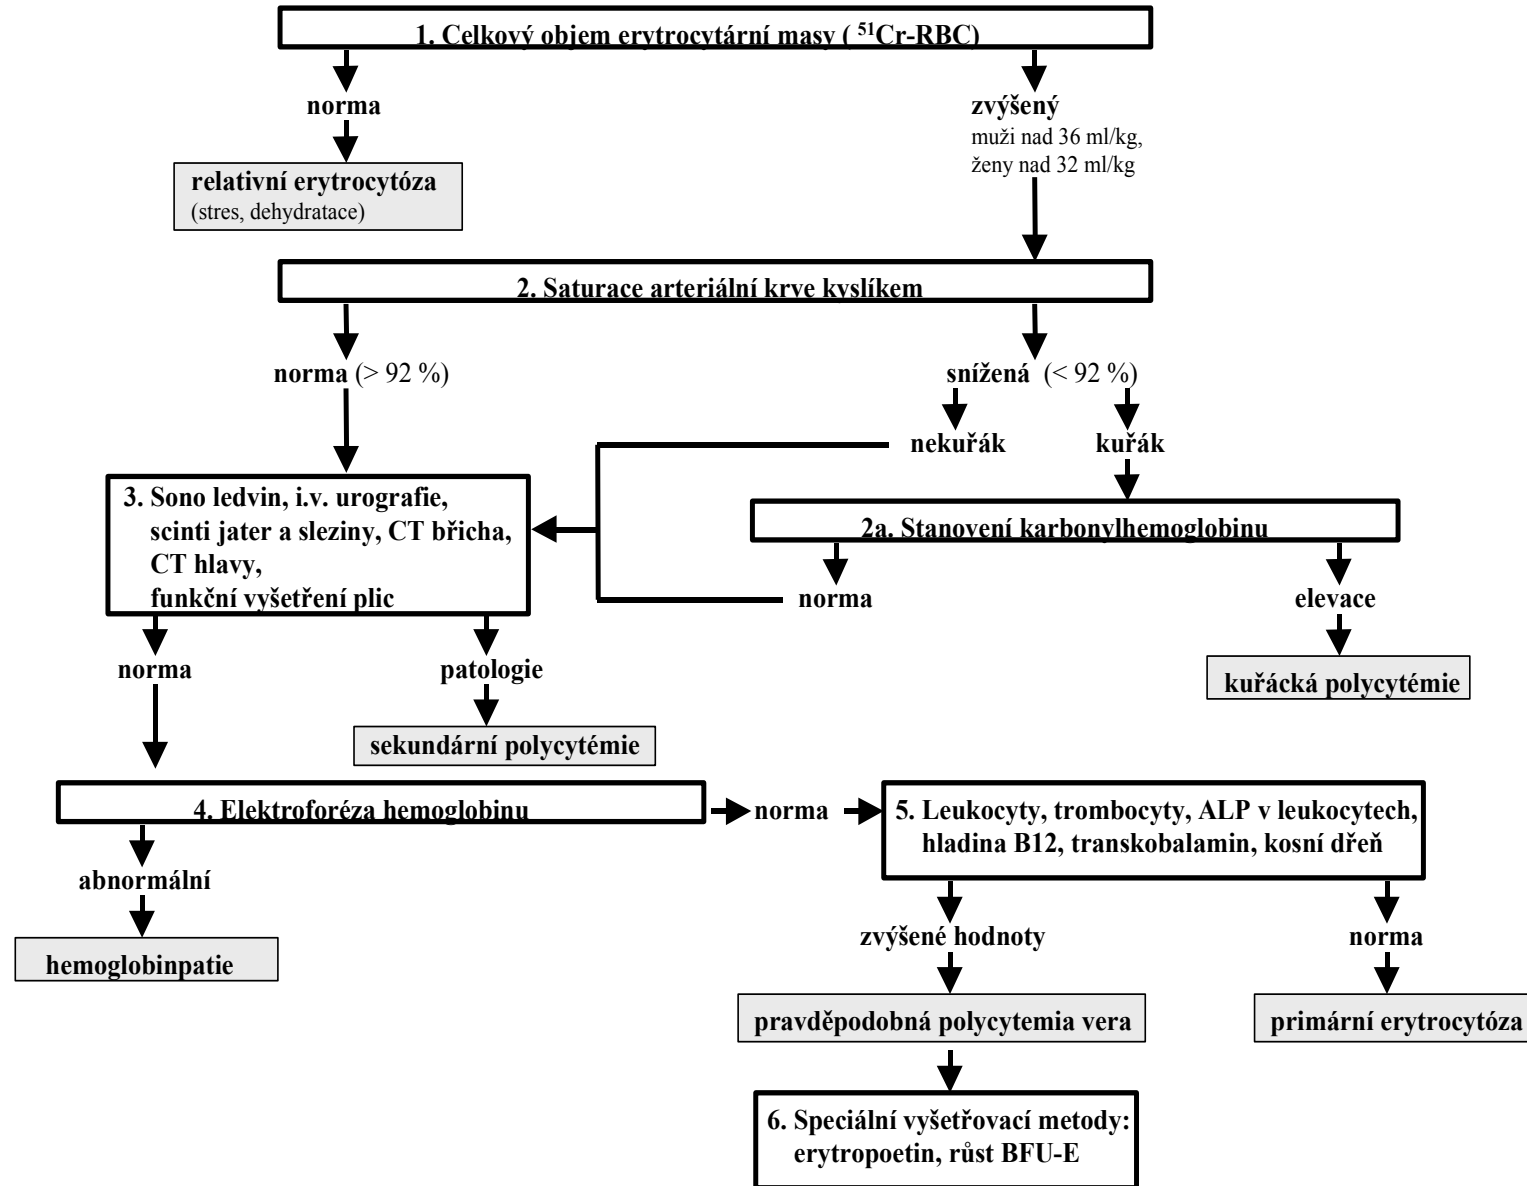 1. Celkový objem erytrocytární masy ( ⁵¹Cr-RBC)
norma
zvýšený
muži nad 36 ml/kg,
ženy nad 32 ml/kg
relativní erytrocytóza
(stres, dehydratace)
2. Saturace arteriální krve kyslíkem
norma (> 92 %)
snížená (< 92 %)
nekuřák
kuřák
3. Sono ledvin, i.v. urografie,
scinti jater a sleziny, CT břicha,
CT hlavy,
funkční vyšetření plic
2a. Stanovení karbonylhemoglobinu
norma
elevace
norma
patologie
kuřácká polycytémie
sekundární polycytémie
4. Elektroforéza hemoglobinu
norma
5. Leukocyty, trombocyty, ALP v leukocytech,
hladina B12, transkobalamin, kosní dřeň
abnormální
zvýšené hodnoty
norma
hemoglobinpatie
pravděpodobná polycytemia vera
primární erytrocytóza
6. Speciální vyšetřovací metody:
erytropoetin, růst BFU-E